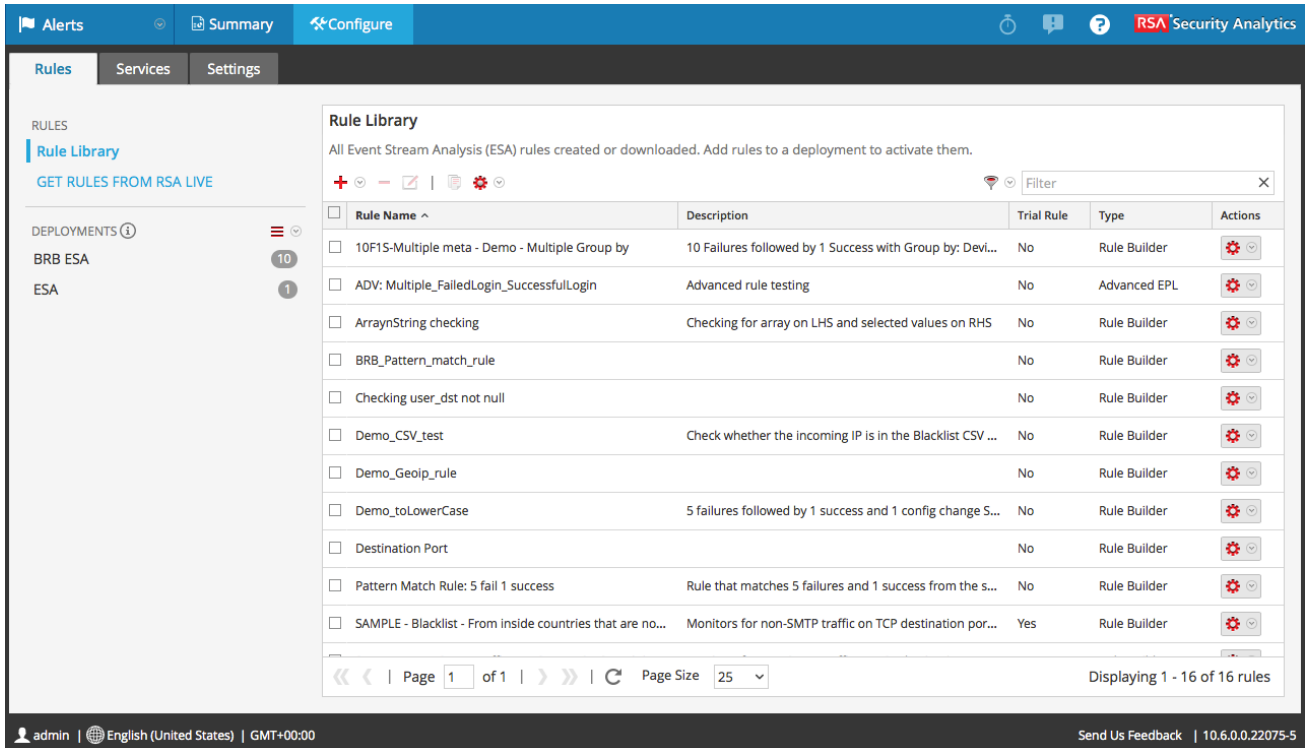 Alerts Summary Configure RSA Security Analytics
Rules Services Settings
RULES
Rule Library
GET RULES FROM RSA LIVE
DEPLOYMENTS
BRB ESA 10
ESA 1
Rule Library
All Event Stream Analysis (ESA) rules created or downloaded. Add rules to a deployment to activate them.
Filter
Rule Name Description Trial Rule Type Actions
10F1S-Multiple meta - Demo - Multiple Group by 10 Failures followed by 1 Success with Group by: Devi... No Rule Builder
ADV: Multiple_FailedLogin_SuccessfulLogin Advanced rule testing No Advanced EPL
ArraynString checking Checking for array on LHS and selected values on RHS No Rule Builder
BRB_Pattern_match_rule No Rule Builder
Checking user_dst not null No Rule Builder
Demo_CSV_test Check whether the incoming IP is in the Blacklist CSV ... No Rule Builder
Demo_Geoip_rule No Rule Builder
Demo_toLowerCase 5 failures followed by 1 success and 1 config change S... No Rule Builder
Destination Port No Rule Builder
Pattern Match Rule: 5 fail 1 success Rule that matches 5 failures and 1 success from the s... No Rule Builder
SAMPLE - Blacklist - From inside countries that are no... Monitors for non-SMTP traffic on TCP destination por... Yes Rule Builder
Page 1 of 1 | Page Size 25 Displaying 1 - 16 of 16 rules
admin | English (United States) | GMT+00:00 Send Us Feedback | 10.6.0.0.22075-5